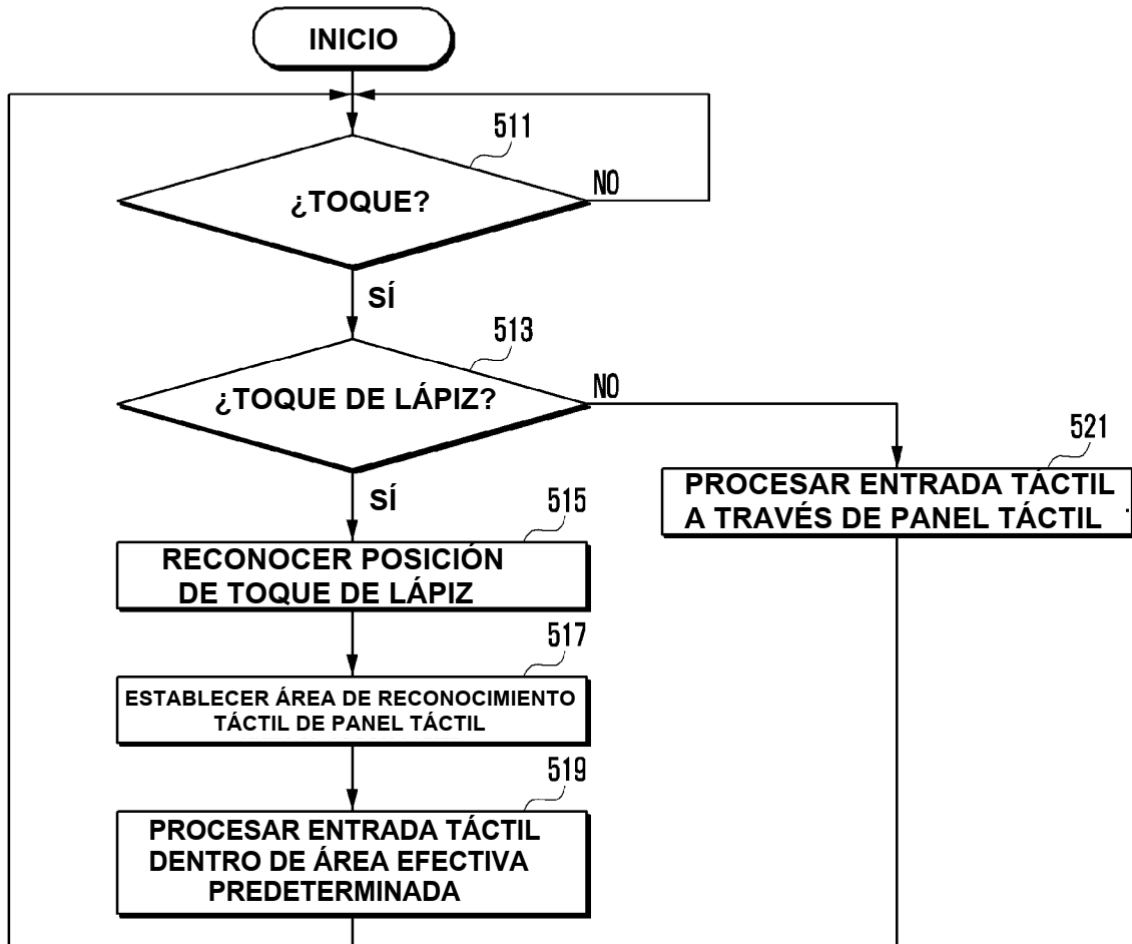 INICIO
511
¿TOQUE?
NO
SÍ
513
¿TOQUE DE LÁPIZ?
NO
SÍ
521
PROCESAR ENTRADA TÁCTIL
A TRAVÉS DE PANEL TÁCTIL
515
RECONOCER POSICIÓN
DE TOQUE DE LÁPIZ
517
ESTABLECER ÁREA DE RECONOCIMIENTO
TÁCTIL DE PANEL TÁCTIL
519
PROCESAR ENTRADA TÁCTIL
DENTRO DE ÁREA EFECTIVA
PREDETERMINADA